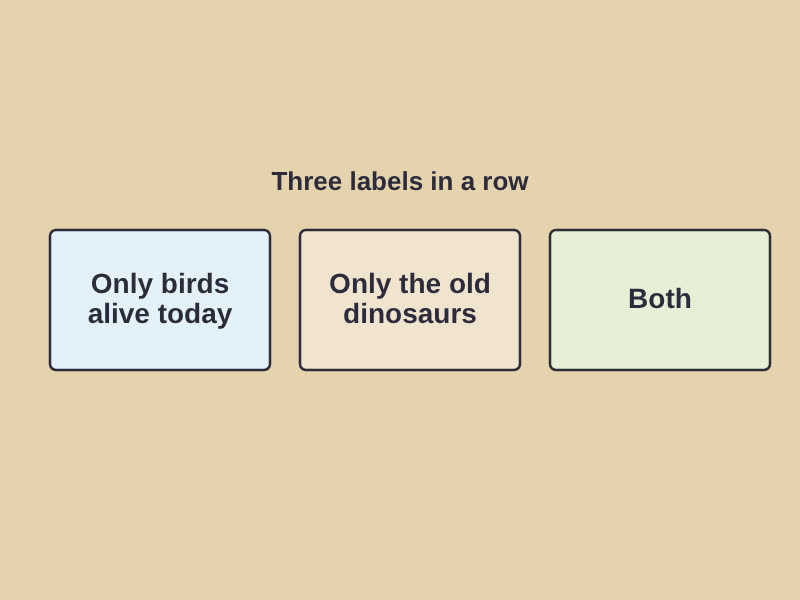 Three labels in a row
Only birds
alive today
Only the old
dinosaurs
Both